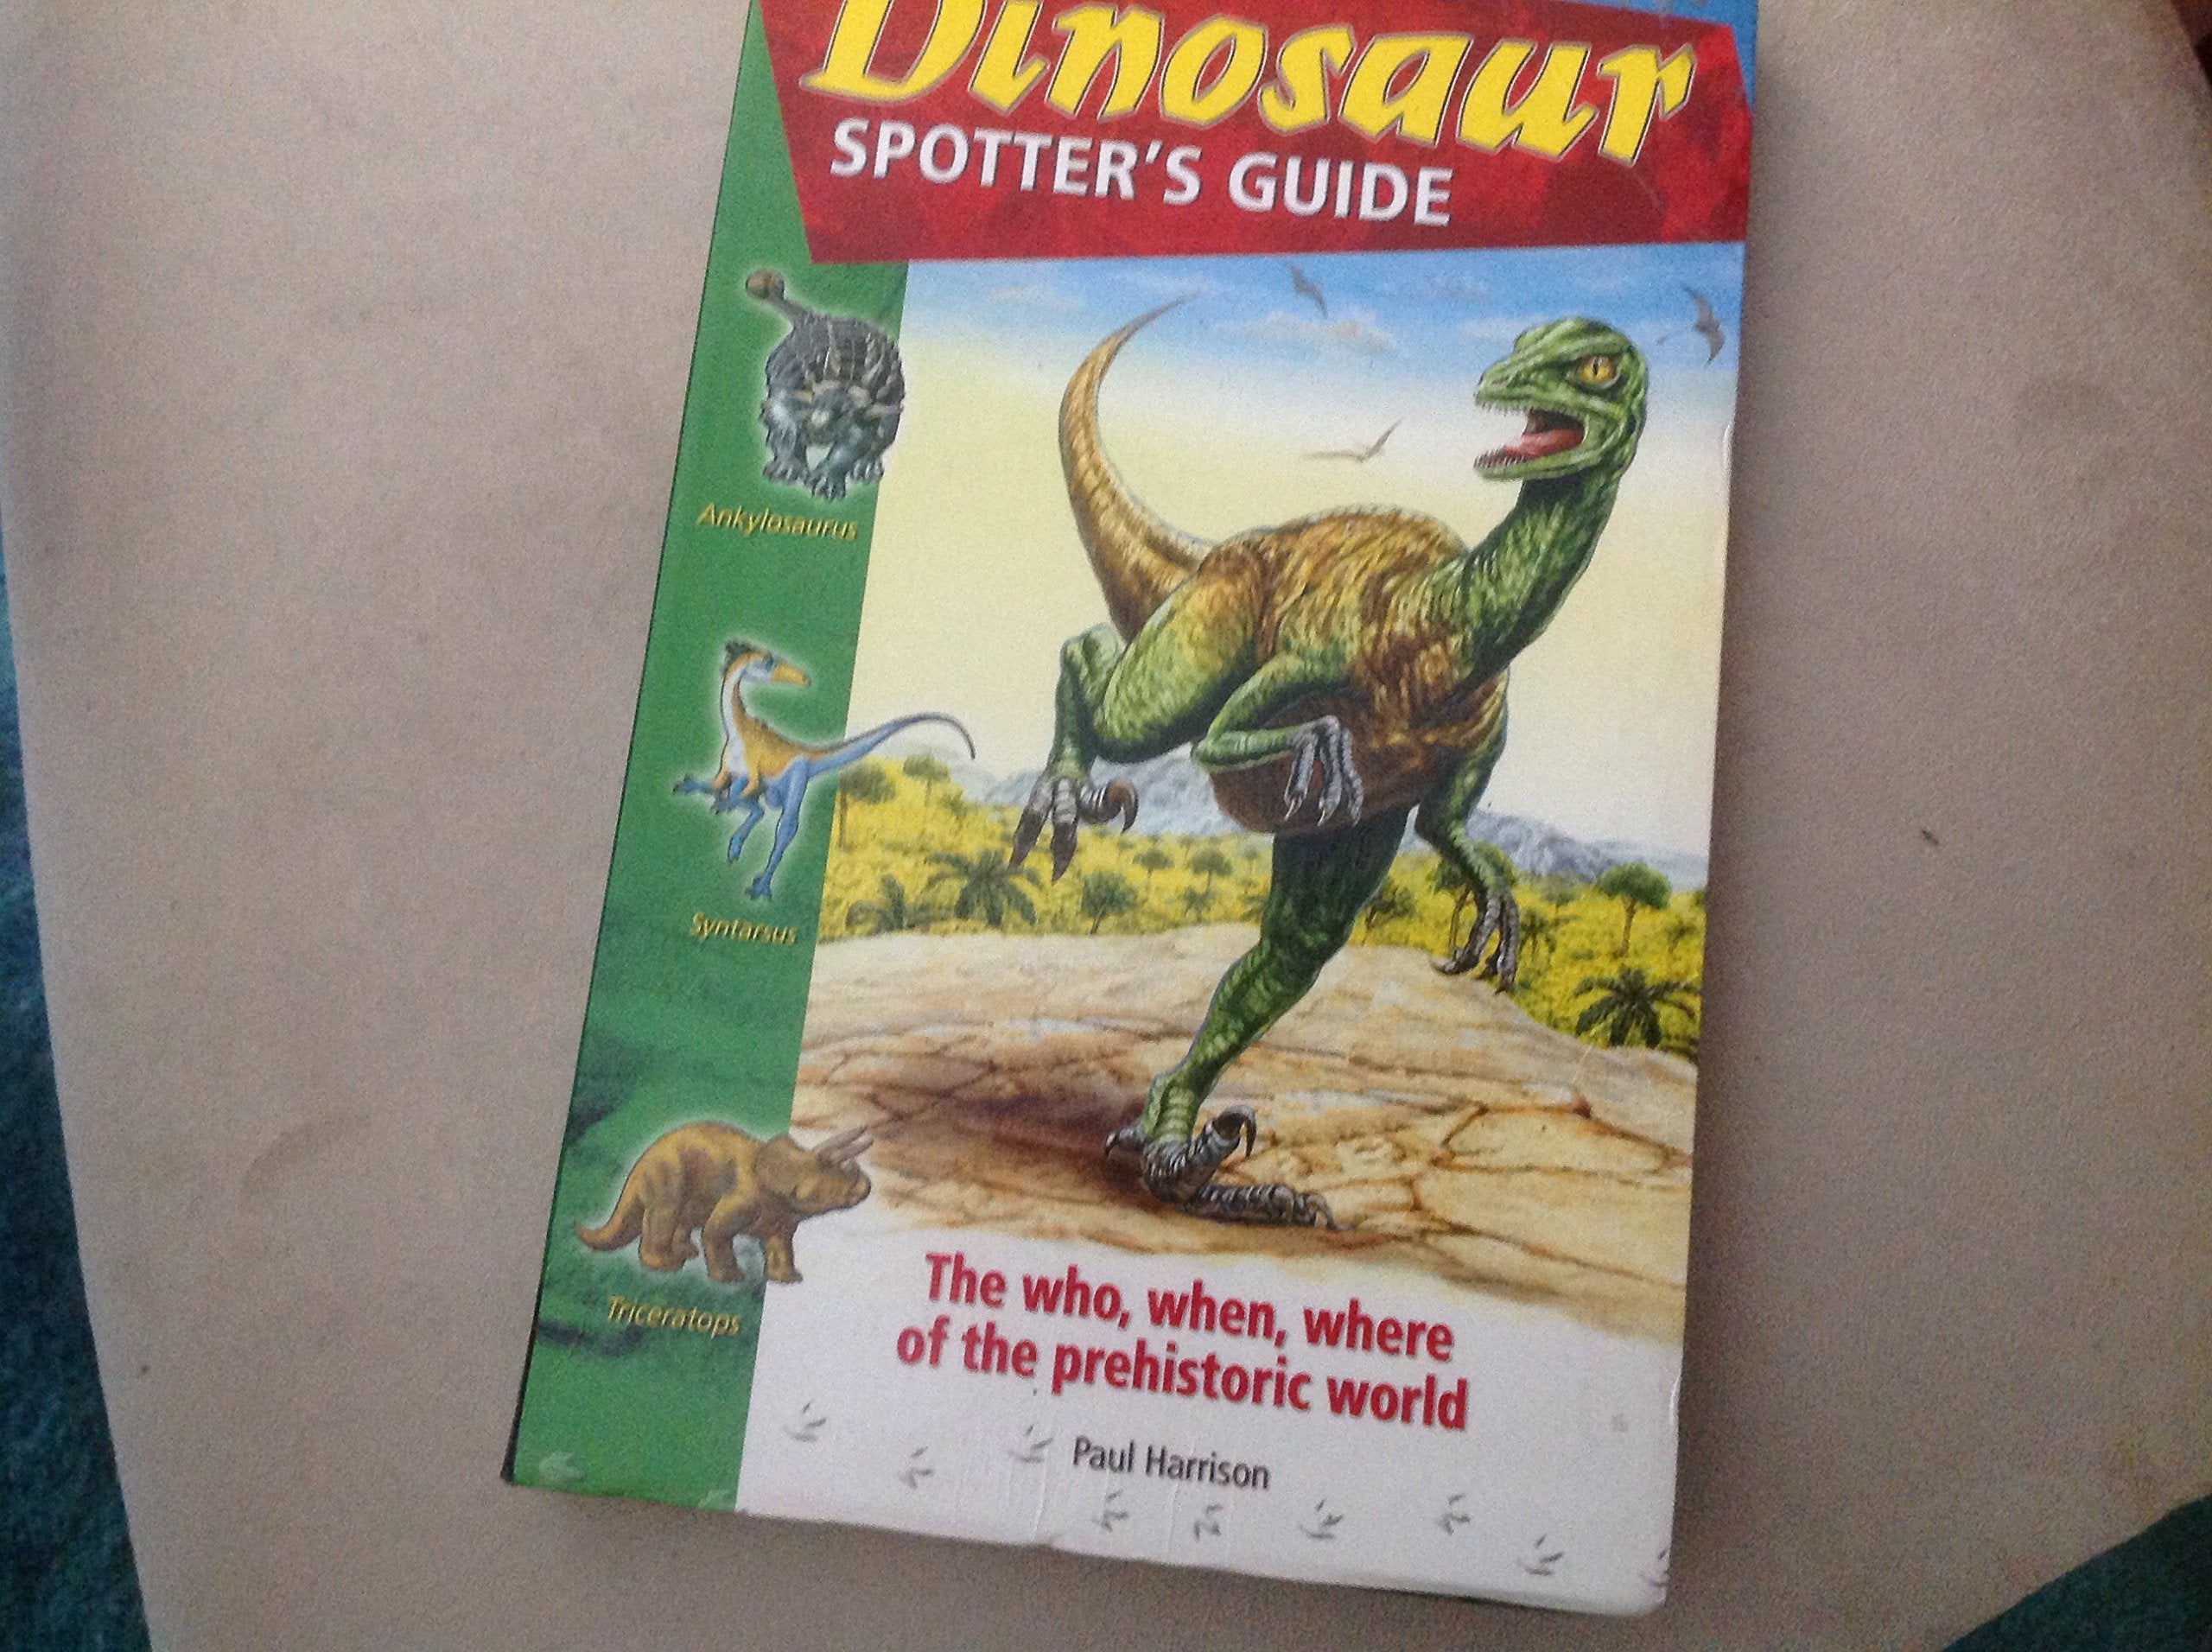 Dinosaur
SPOTTER'S GUIDE
Ankylosaurus
Syntarsus
Triceratops
The who, when, where
of the prehistoric world
Paul Harrison